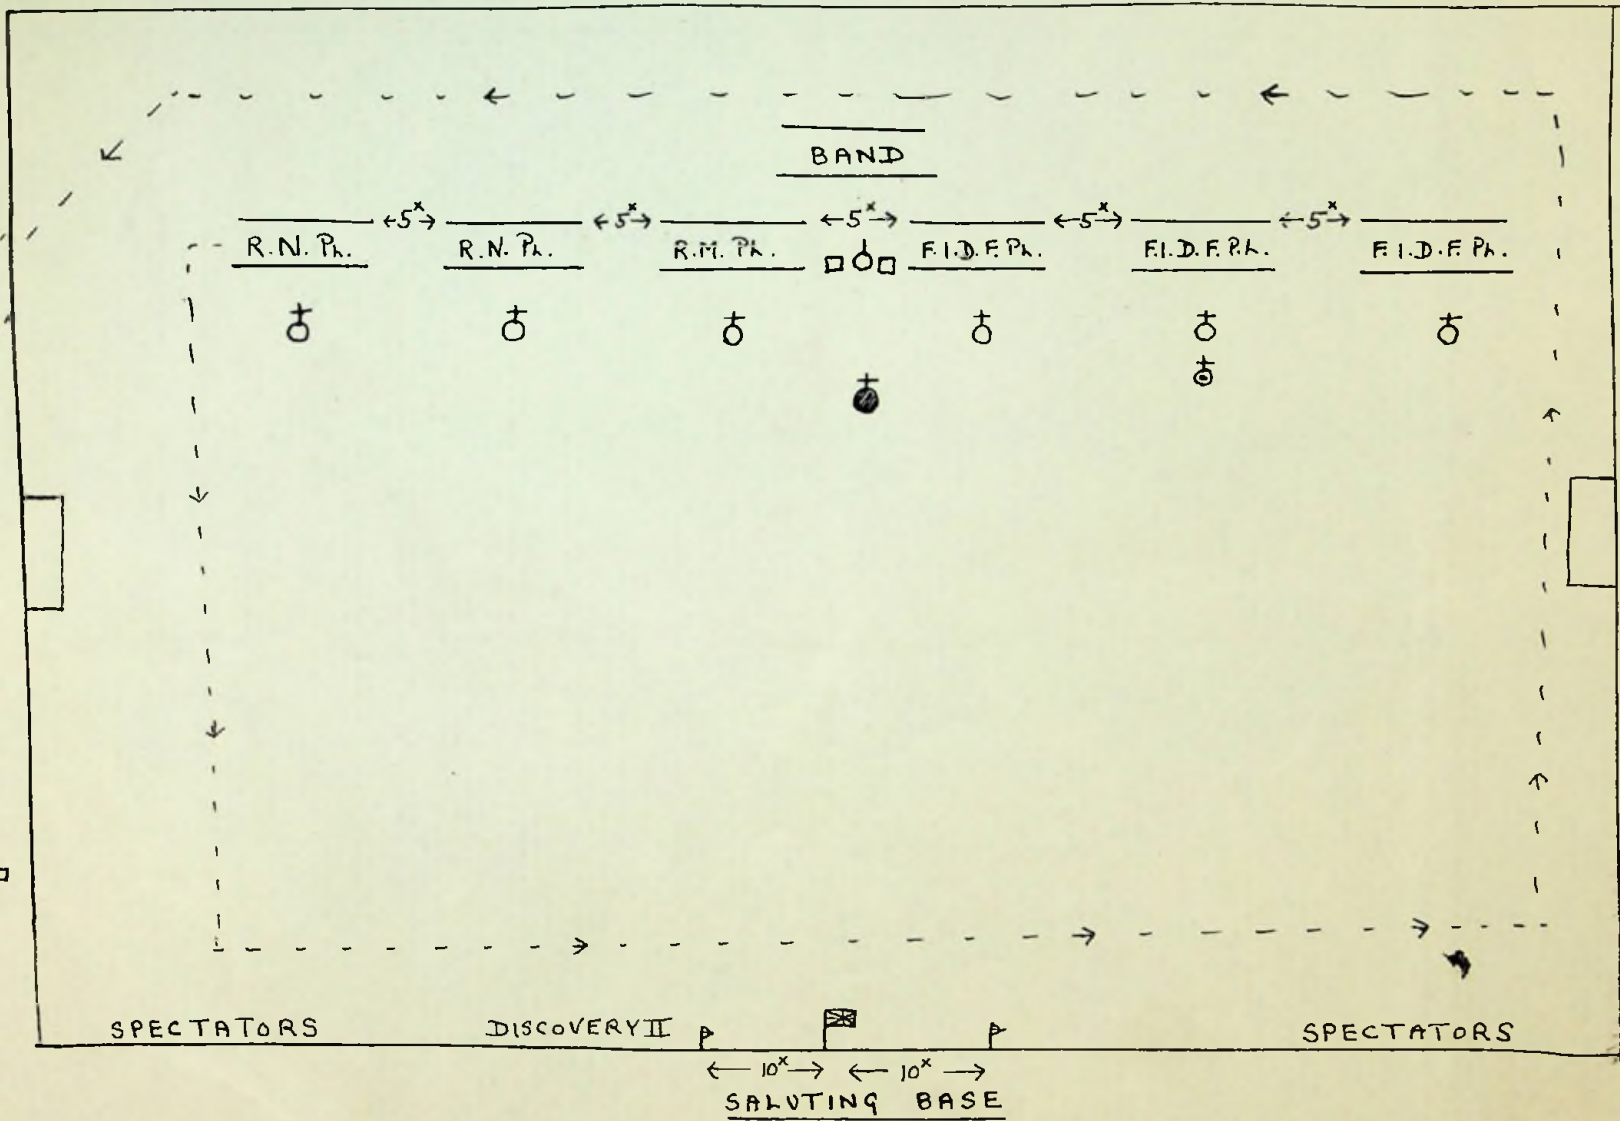 BAND
←5ˣ→ ←5ˣ→ ←5ˣ→ ←5ˣ→ ←5ˣ→
R.N. Pl. R.N. Pl. R.M. Pl. F.I.D.F. Pl. F.I.D.F. Pl. F.I.D.F. Pl.
SPECTATORS DISCOVERY II SPECTATORS
← 10ˣ → ← 10ˣ →
SALUTING BASE